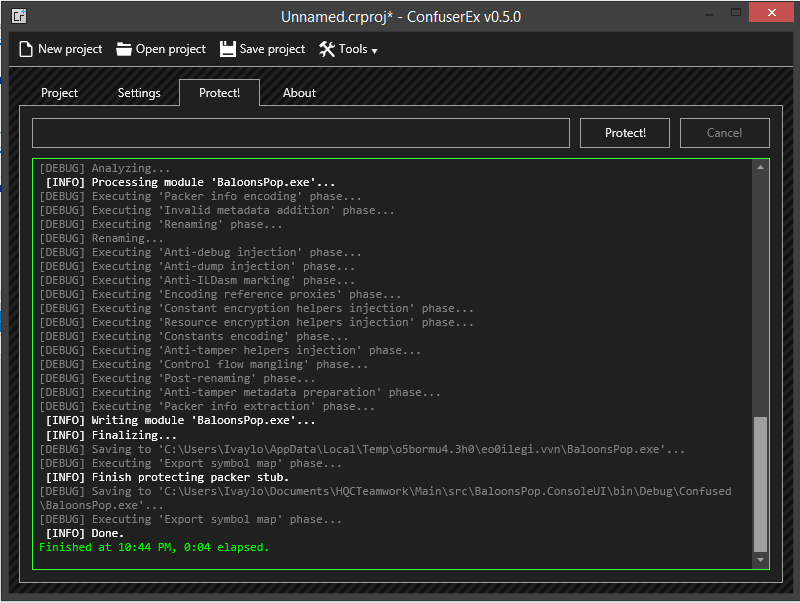 Cr
Unnamed.crproj* - ConfuserEx v0.5.0
New project Open project Save project Tools
Project Settings Protect! About
Protect! Cancel
[DEBUG] Analyzing...
[INFO] Processing module 'BaloonsPop.exe'...
[DEBUG] Executing 'Packer info encoding' phase...
[DEBUG] Executing 'Invalid metadata addition' phase...
[DEBUG] Executing 'Renaming' phase...
[DEBUG] Renaming...
[DEBUG] Executing 'Anti-debug injection' phase...
[DEBUG] Executing 'Anti-dump injection' phase...
[DEBUG] Executing 'Anti-ILDasm marking' phase...
[DEBUG] Executing 'Encoding reference proxies' phase...
[DEBUG] Executing 'Constant encryption helpers injection' phase...
[DEBUG] Executing 'Resource encryption helpers injection' phase...
[DEBUG] Executing 'Constants encoding' phase...
[DEBUG] Executing 'Anti-tamper helpers injection' phase...
[DEBUG] Executing 'Control flow mangling' phase...
[DEBUG] Executing 'Post-renaming' phase...
[DEBUG] Executing 'Anti-tamper metadata preparation' phase...
[DEBUG] Executing 'Packer info extraction' phase...
[INFO] Writing module 'BaloonsPop.exe'...
[INFO] Finalizing...
[DEBUG] Saving to 'C:\Users\Ivaylo\AppData\Local\Temp\o5bormu4.3h0\eo0ilegi.vvn\BaloonsPop.exe'...
[DEBUG] Executing 'Export symbol map' phase...
[INFO] Finish protecting packer stub.
[DEBUG] Saving to 'C:\Users\Ivaylo\Documents\HQCTeamwork\Main\src\BaloonsPop.ConsoleUI\bin\Debug\Confused
\BaloonsPop.exe'...
[DEBUG] Executing 'Export symbol map' phase...
[INFO] Done.
Finished at 10:44 PM, 0:04 elapsed.